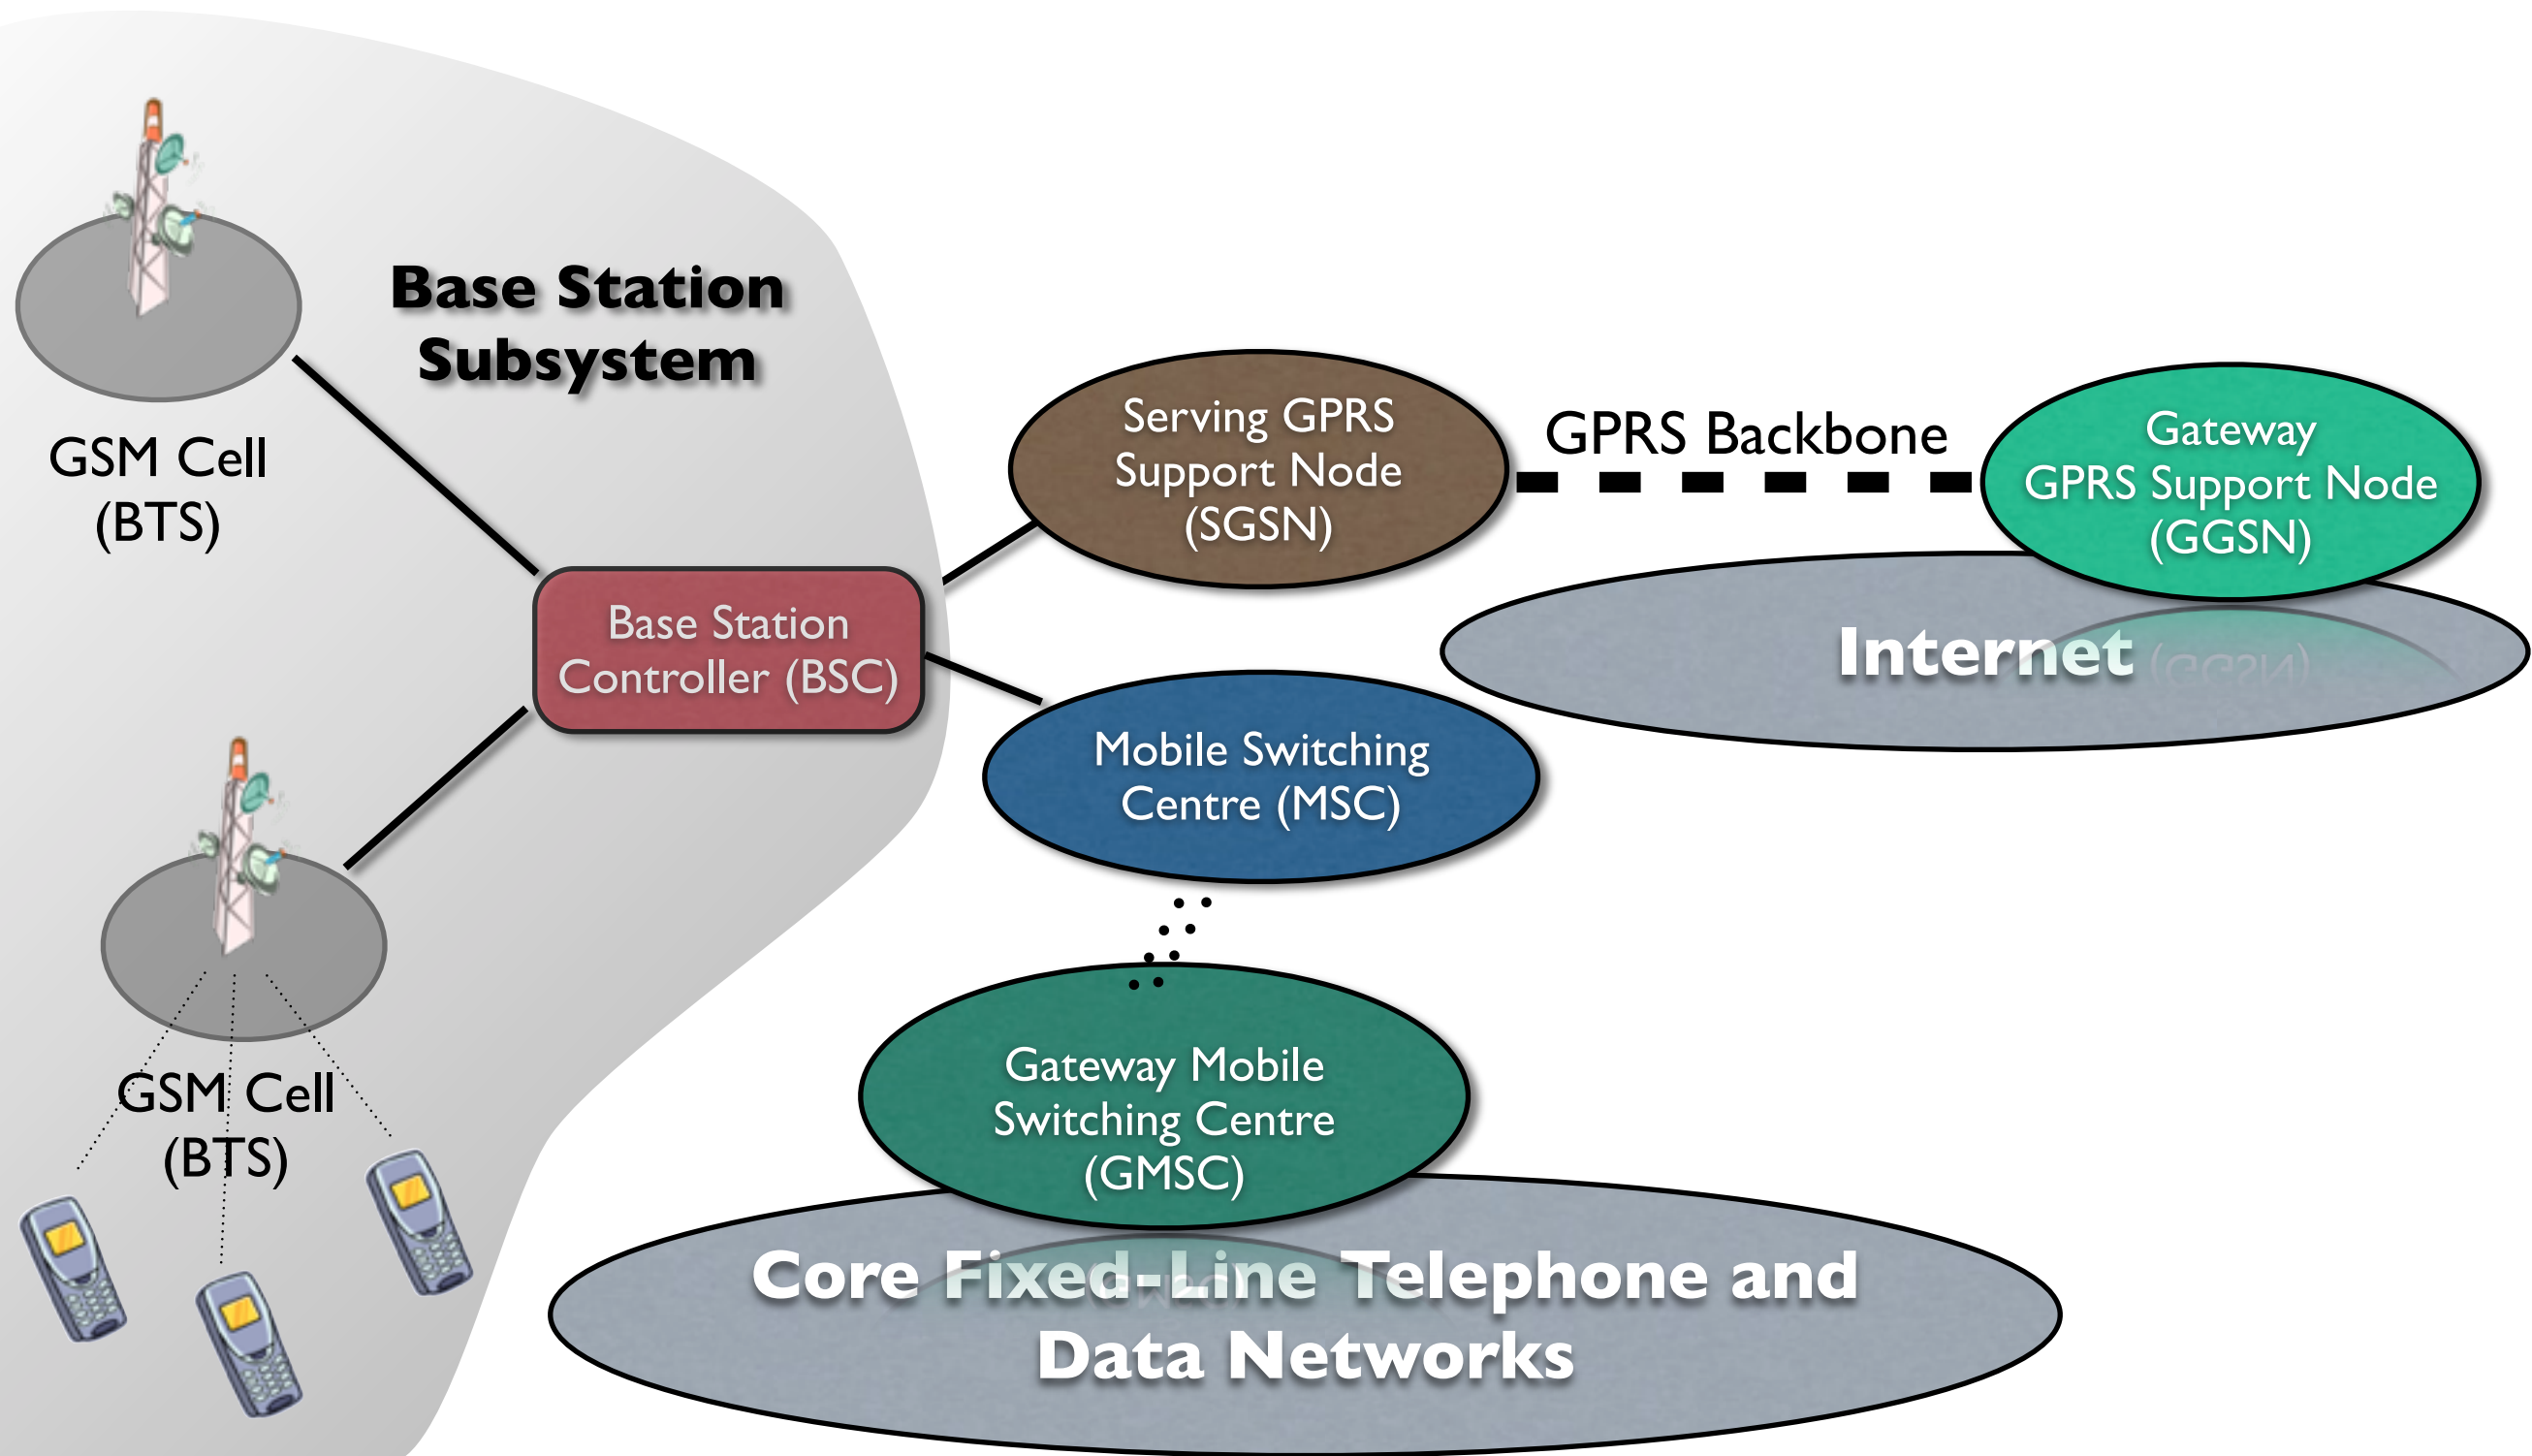 Base Station
Subsystem
GSM Cell
(BTS)
Serving GPRS
Support Node
(SGSN)
GPRS Backbone
Gateway
GPRS Support Node
(GGSN)
Base Station
Controller (BSC)
Internet
Mobile Switching
Centre (MSC)
GSM Cell
(BTS)
Gateway Mobile
Switching Centre
(GMSC)
Core Fixed-Line Telephone and
Data Networks